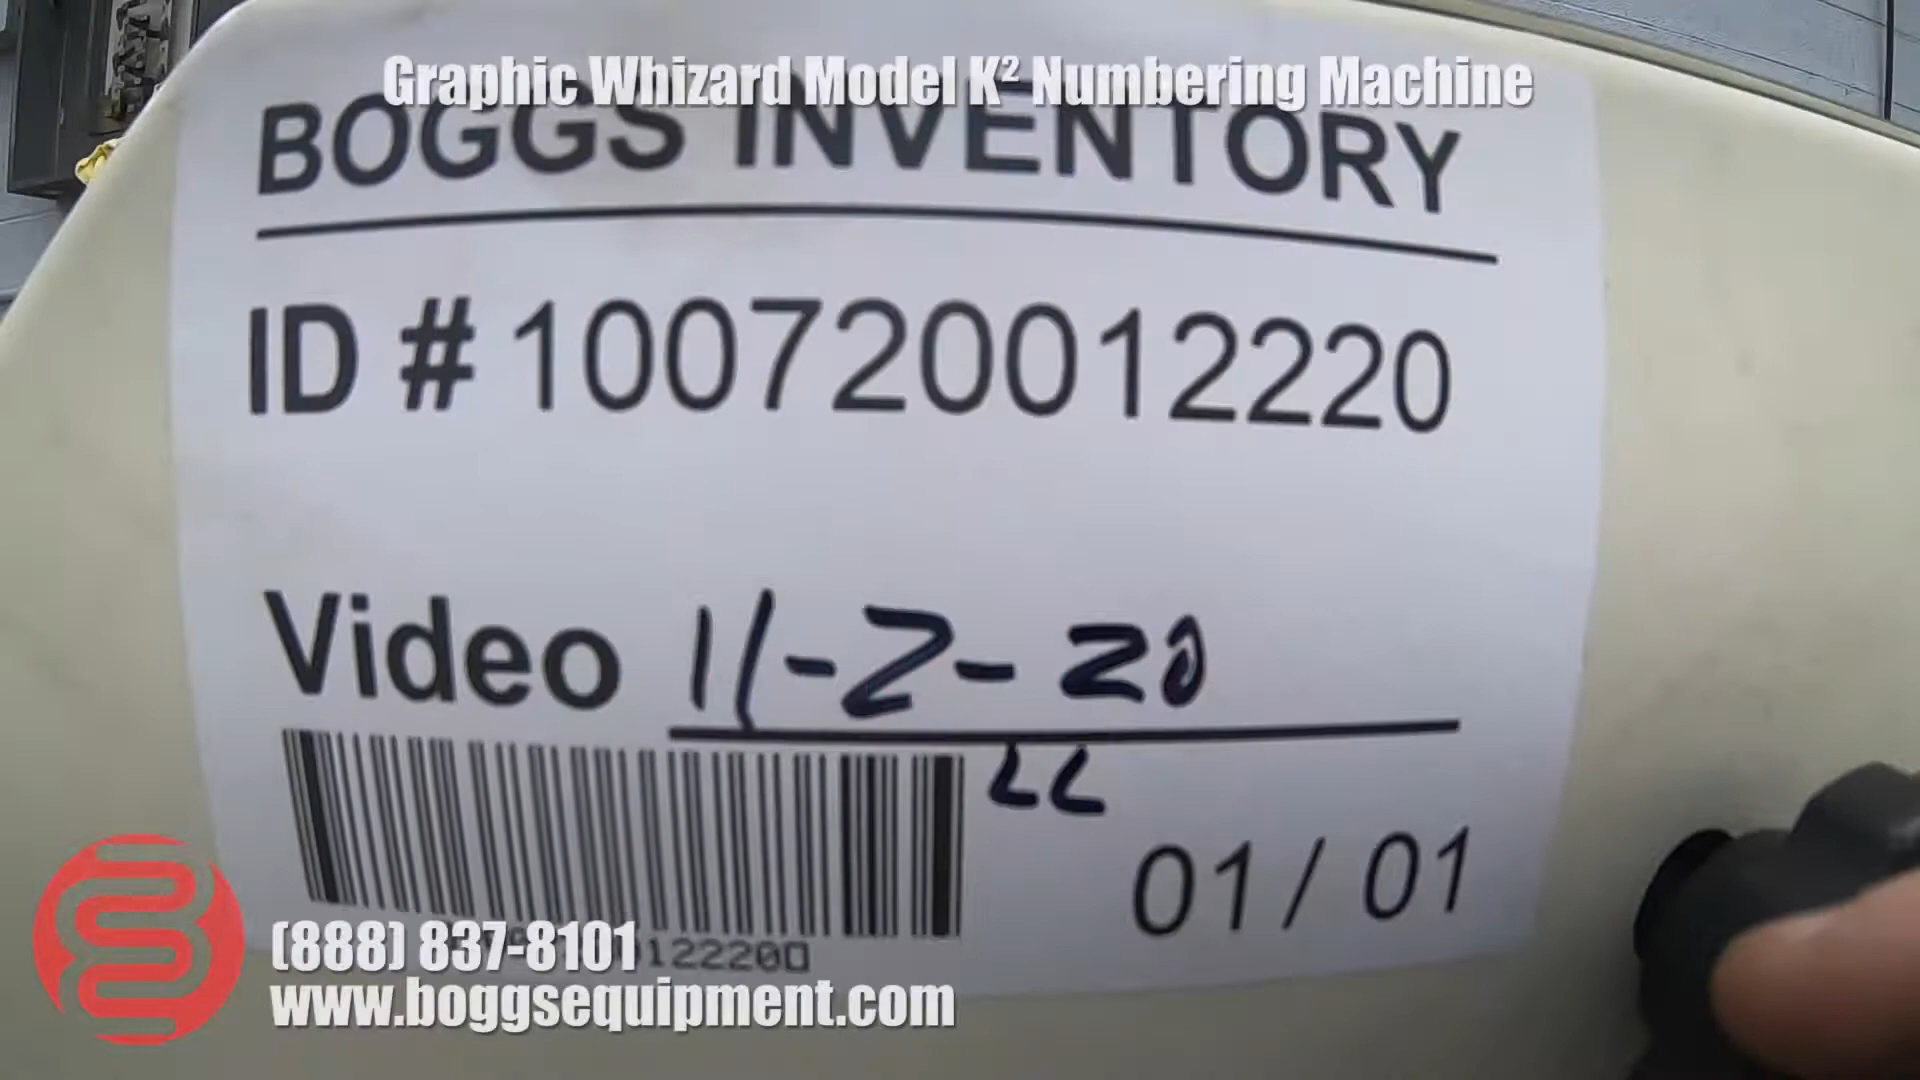 Graphic Whizard Model K² Numbering Machine
BOGGS INVENTORY
ID # 100720012220
Video 11-2-20
LL
01 / 01
12220
(888) 837-8101
www.boggsequipment.com